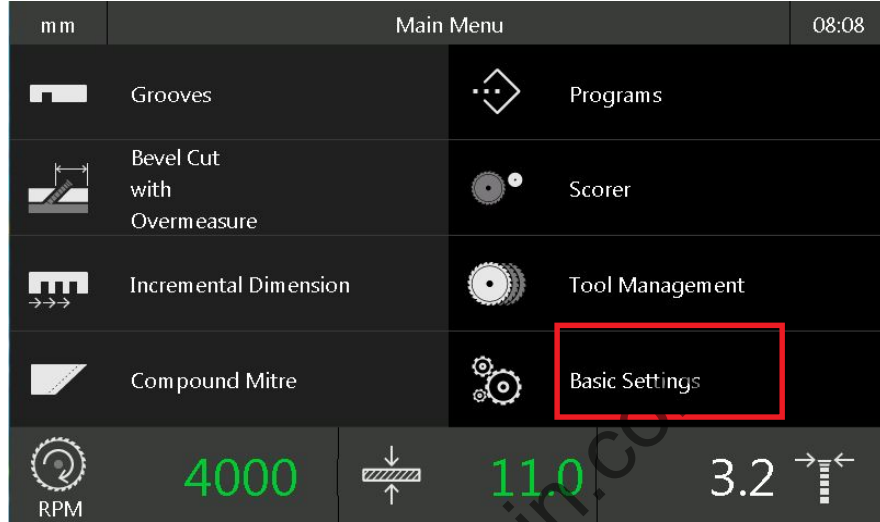 mm
Main Menu
08:08
Grooves
Programs
Bevel Cut
with
Overmeasure
Scorer
Incremental Dimension
Tool Management
Compound Mitre
Basic Settings
RPM
4000
11.0
3.2